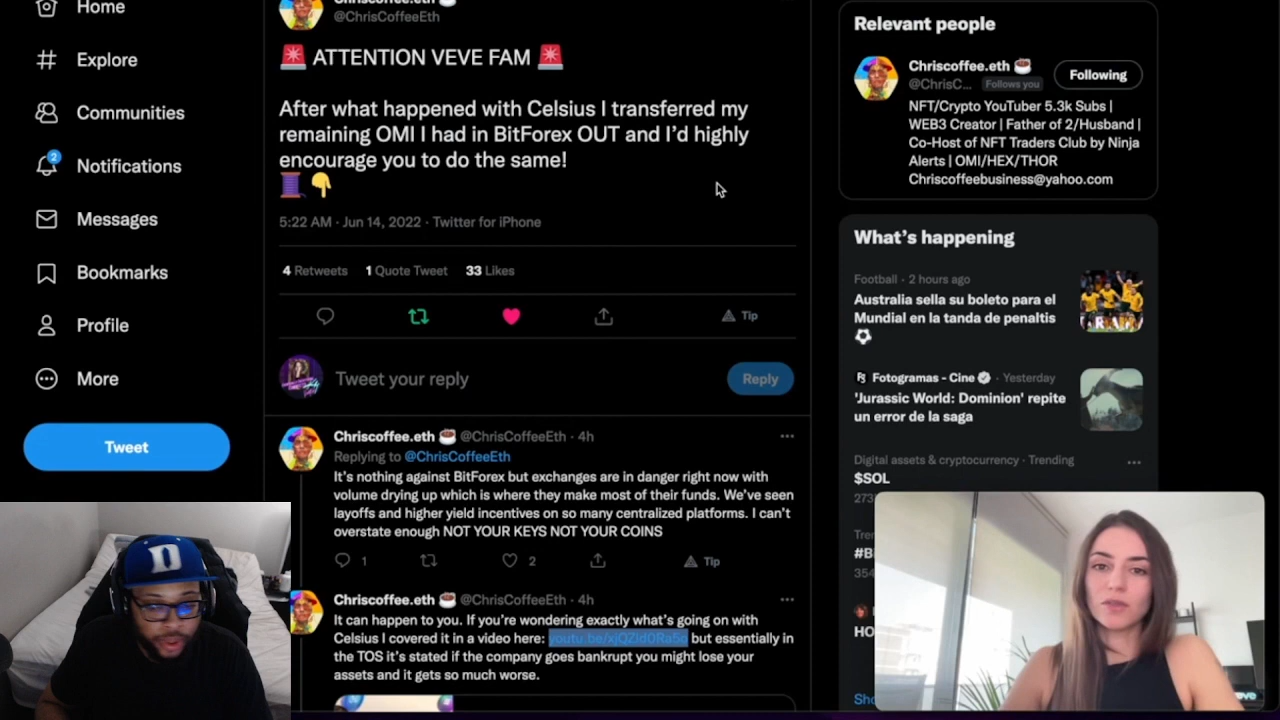 Home
Explore
Communities
2
Notifications
Messages
Bookmarks
Profile
More
Tweet
@ChrisCoffeeEth
🚨 ATTENTION VEVE FAM 🚨
After what happened with Celsius I transferred my
remaining OMI I had in BitForex OUT and I'd highly
encourage you to do the same!
🧵👇
5:22 AM · Jun 14, 2022 · Twitter for iPhone
4 Retweets 1 Quote Tweet 33 Likes
Tip
Tweet your reply
Reply
Chriscoffee.eth ☕ @ChrisCoffeeEth · 4h
Replying to @ChrisCoffeeEth
It's nothing against BitForex but exchanges are in danger right now with
volume drying up which is where they make most of their funds. We've seen
layoffs and higher yield incentives on so many centralized platforms. I can't
overstate enough NOT YOUR KEYS NOT YOUR COINS
1 2 Tip
Chriscoffee.eth ☕ @ChrisCoffeeEth · 4h
It can happen to you. If you're wondering exactly what's going on with
Celsius I covered it in a video here: but essentially in
the TOS it's stated if the company goes bankrupt you might lose your
assets and it gets so much worse.
Relevant people
Chriscoffee.eth ☕
@ChrisC... Follows you
Following
NFT/Crypto YouTuber 5.3k Subs |
WEB3 Creator | Father of 2/Husband |
Co-Host of NFT Traders Club by Ninja
Alerts | OMI/HEX/THOR
Chriscoffeebusiness@yahoo.com
What's happening
Football · 2 hours ago
Australia sella su boleto para el
Mundial en la tanda de penaltis
⚽
Fotogramas - Cine · Yesterday
'Jurassic World: Dominion' repite
un error de la saga
Digital assets & cryptocurrency · Trending
$SOL
273
Tre
#B
354
HO
Sho
D